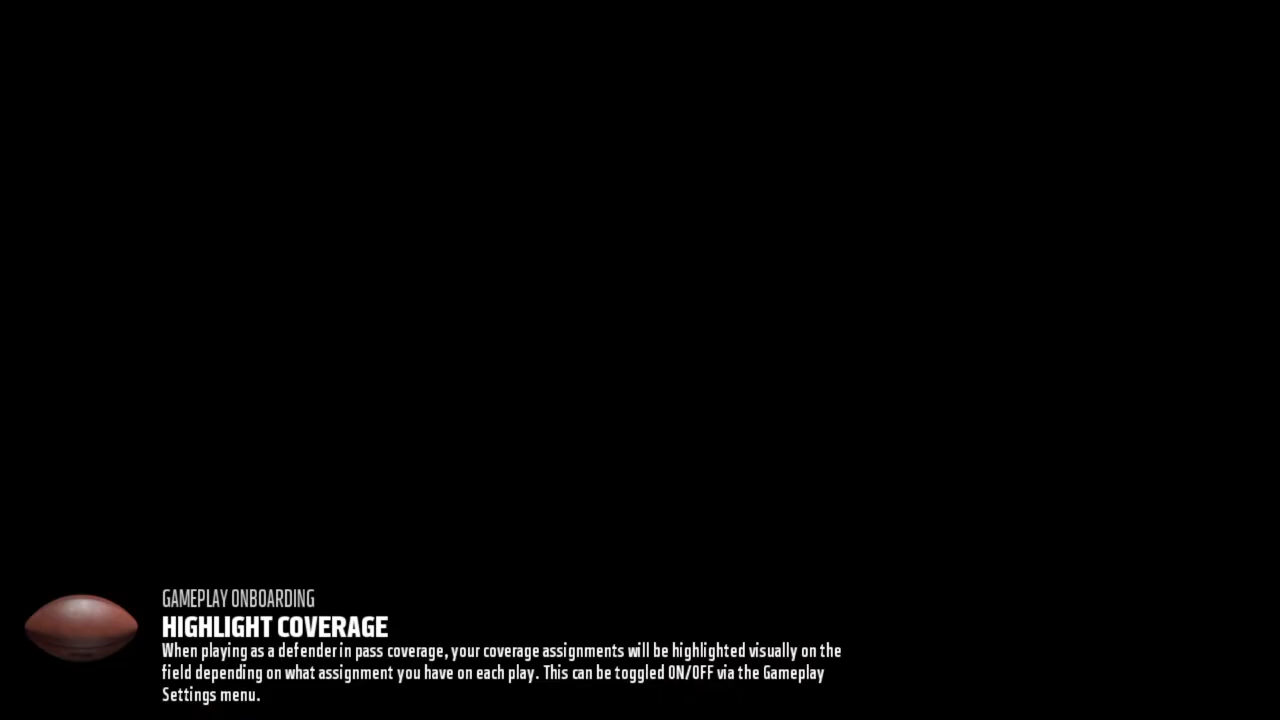 GAMEPLAY ONBOARDING
HIGHLIGHT COVERAGE
When playing as a defender in pass coverage, your coverage assignments will be highlighted visually on the
field depending on what assignment you have on each play. This can be toggled ON/OFF via the Gameplay
Settings menu.